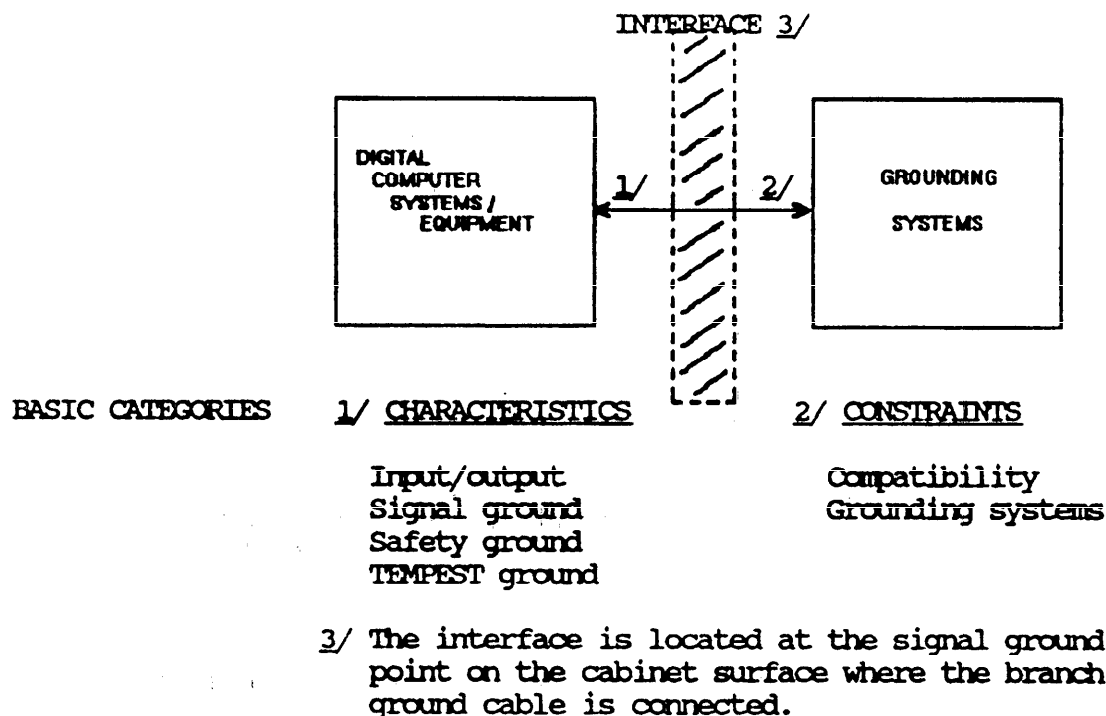 INTERFACE 3/
DIGITAL
COMPUTER
SYSTEMS /
EQUIPMENT
1/
2/
GROUNDING
SYSTEMS
BASIC CATEGORIES
1/ CHARACTERISTICS
Input/output
Signal ground
Safety ground
TEMPEST ground
2/ CONSTRAINTS
Compatibility
Grounding systems
3/ The interface is located at the signal ground
point on the cabinet surface where the branch
ground cable is connected.